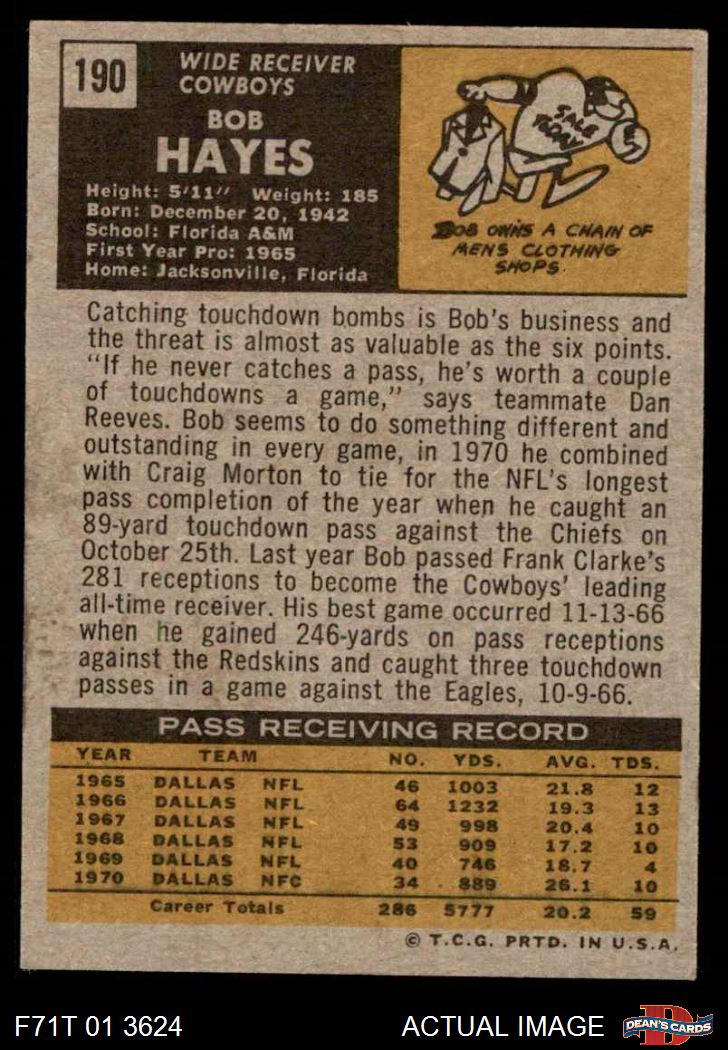 190
WIDE RECEIVER
COWBOYS
BOB
HAYES
Height: 5'11" Weight: 185
Born: December 20, 1942
School: Florida A&M
First Year Pro: 1965
Home: Jacksonville, Florida
SALE
TODAY
BOB OWNS A CHAIN OF
MENS CLOTHING
SHOPS.
Catching touchdown bombs is Bob's business and
the threat is almost as valuable as the six points.
"If he never catches a pass, he's worth a couple
of touchdowns a game," says teammate Dan
Reeves. Bob seems to do something different and
outstanding in every game, in 1970 he combined
with Craig Morton to tie for the NFL's longest
pass completion of the year when he caught an
89-yard touchdown pass against the Chiefs on
October 25th. Last year Bob passed Frank Clarke's
281 receptions to become the Cowboys' leading
all-time receiver. His best game occurred 11-13-66
when he gained 246-yards on pass receptions
against the Redskins and caught three touchdown
passes in a game against the Eagles, 10-9-66.
PASS RECEIVING RECORD
YEAR TEAM NO. YDS. AVG. TDS.
1965 DALLAS NFL 46 1003 21.8 12
1966 DALLAS NFL 64 1232 19.3 13
1967 DALLAS NFL 49 998 20.4 10
1968 DALLAS NFL 53 909 17.2 10
1969 DALLAS NFL 40 746 18.7 4
1970 DALLAS NFC 34 889 26.1 10
Career Totals 286 5777 20.2 59
© T.C.G. PRTD. IN U.S.A.
F71T 01 3624 ACTUAL IMAGE D DEAN'S CARDS